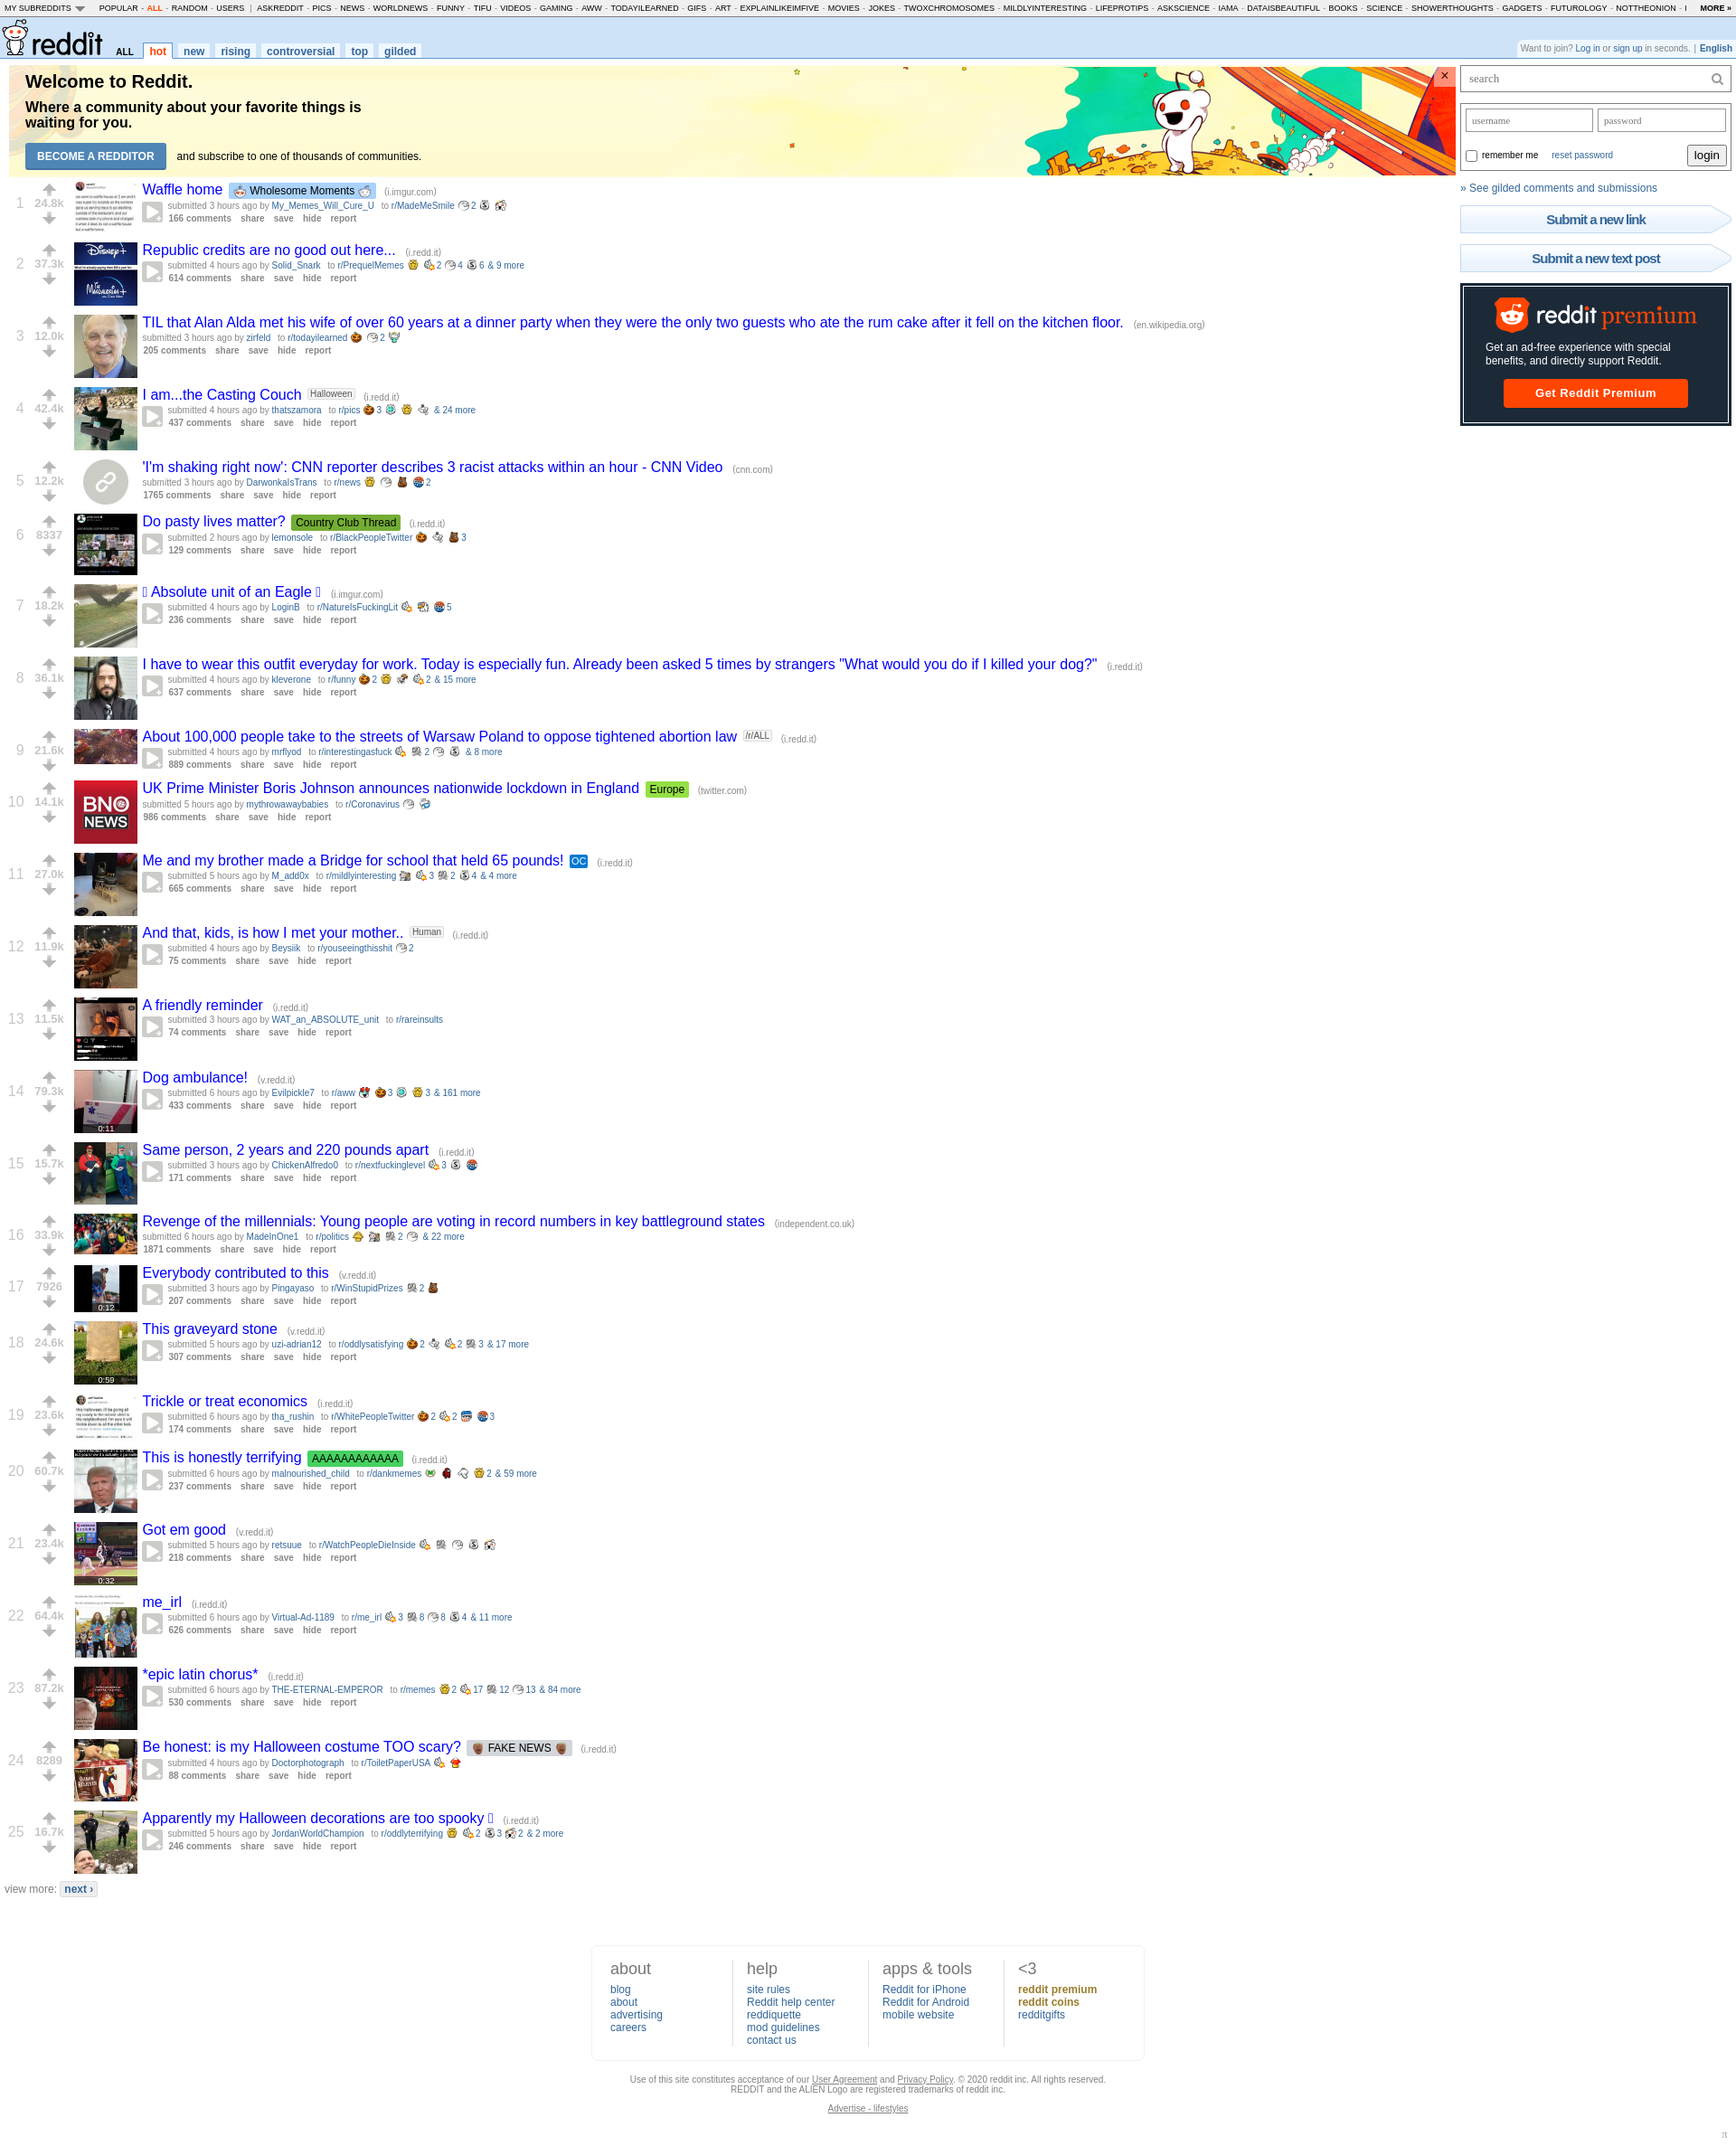 MY SUBREDDITS POPULAR - ALL - RANDOM - USERS | ASKREDDIT - PICS - NEWS - WORLDNEWS - FUNNY - TIFU - VIDEOS - GAMING - AWW - TODAYILEARNED - GIFS - ART - EXPLAINLIKEIMFIVE - MOVIES - JOKES - TWOXCHROMOSOMES - MILDLYINTERESTING - LIFEPROTIPS - ASKSCIENCE - IAMA - DATAISBEAUTIFUL - BOOKS - SCIENCE - SHOWERTHOUGHTS - GADGETS - FUTUROLOGY - NOTTHEONION - MORE »
reddit ALL hot new rising controversial top gilded
Want to join? Log in or sign up in seconds. | English
Welcome to Reddit.
Where a community about your favorite things is
waiting for you.
BECOME A REDDITOR and subscribe to one of thousands of communities.
×
search
username password
remember me reset password login
» See gilded comments and submissions
Submit a new link
Submit a new text post
reddit premium
Get an ad-free experience with special
benefits, and directly support Reddit.
Get Reddit Premium
1 24.8k Waffle home Wholesome Moments (i.imgur.com)
submitted 3 hours ago by My_Memes_Will_Cure_U to r/MadeMeSmile 2
166 comments share save hide report
2 37.3k Republic credits are no good out here... (i.redd.it)
submitted 4 hours ago by Solid_Snark to r/PrequelMemes 2 4 6 & 9 more
614 comments share save hide report
3 12.0k TIL that Alan Alda met his wife of over 60 years at a dinner party when they were the only two guests who ate the rum cake after it fell on the kitchen floor. (en.wikipedia.org)
submitted 3 hours ago by zirfeld to r/todayilearned 2
205 comments share save hide report
4 42.4k I am...the Casting Couch Halloween (i.redd.it)
submitted 4 hours ago by thatszamora to r/pics 3 & 24 more
437 comments share save hide report
5 12.2k 'I'm shaking right now': CNN reporter describes 3 racist attacks within an hour - CNN Video (cnn.com)
submitted 3 hours ago by DarwonkaIsTrans to r/news 2
1765 comments share save hide report
6 8337 Do pasty lives matter? Country Club Thread (i.redd.it)
submitted 2 hours ago by lemonsole to r/BlackPeopleTwitter 3
129 comments share save hide report
7 18.2k Absolute unit of an Eagle (i.imgur.com)
submitted 4 hours ago by LoginB to r/NatureIsFuckingLit 5
236 comments share save hide report
8 36.1k I have to wear this outfit everyday for work. Today is especially fun. Already been asked 5 times by strangers "What would you do if I killed your dog?" (i.redd.it)
submitted 4 hours ago by kleverone to r/funny 2 2 & 15 more
637 comments share save hide report
9 21.6k About 100,000 people take to the streets of Warsaw Poland to oppose tightened abortion law /r/ALL (i.redd.it)
submitted 4 hours ago by mrflyod to r/interestingasfuck 2 & 8 more
889 comments share save hide report
BNO NEWS
10 14.1k UK Prime Minister Boris Johnson announces nationwide lockdown in England Europe (twitter.com)
submitted 5 hours ago by mythrowawaybabies to r/Coronavirus
986 comments share save hide report
11 27.0k Me and my brother made a Bridge for school that held 65 pounds! OC (i.redd.it)
submitted 5 hours ago by M_add0x to r/mildlyinteresting 3 2 4 & 4 more
665 comments share save hide report
12 11.9k And that, kids, is how I met your mother.. Human (i.redd.it)
submitted 4 hours ago by Beysiik to r/youseeingthisshit 2
75 comments share save hide report
13 11.5k A friendly reminder (i.redd.it)
submitted 3 hours ago by WAT_an_ABSOLUTE_unit to r/rareinsults
74 comments share save hide report
14 79.3k Dog ambulance! (v.redd.it)
submitted 6 hours ago by Evilpickle7 to r/aww 3 3 & 161 more
433 comments share save hide report
0:11
15 15.7k Same person, 2 years and 220 pounds apart (i.redd.it)
submitted 3 hours ago by ChickenAlfredo0 to r/nextfuckinglevel 3
171 comments share save hide report
16 33.9k Revenge of the millennials: Young people are voting in record numbers in key battleground states (independent.co.uk)
submitted 6 hours ago by MadeInOne1 to r/politics 2 & 22 more
1871 comments share save hide report
17 7926 Everybody contributed to this (v.redd.it)
submitted 3 hours ago by Pingayaso to r/WinStupidPrizes 2
207 comments share save hide report
0:12
18 24.6k This graveyard stone (v.redd.it)
submitted 5 hours ago by uzi-adrian12 to r/oddlysatisfying 2 2 3 & 17 more
307 comments share save hide report
0:59
19 23.6k Trickle or treat economics (i.redd.it)
submitted 6 hours ago by tha_rushin to r/WhitePeopleTwitter 2 2 3
174 comments share save hide report
20 60.7k This is honestly terrifying AAAAAAAAAAAA (i.redd.it)
submitted 6 hours ago by malnourished_child to r/dankmemes 2 & 59 more
237 comments share save hide report
21 23.4k Got em good (v.redd.it)
submitted 5 hours ago by retsuue to r/WatchPeopleDieInside
218 comments share save hide report
0:32
22 64.4k me_irl (i.redd.it)
submitted 6 hours ago by Virtual-Ad-1189 to r/me_irl 3 8 8 4 & 11 more
626 comments share save hide report
23 87.2k *epic latin chorus* (i.redd.it)
submitted 6 hours ago by THE-ETERNAL-EMPEROR to r/memes 2 17 12 13 & 84 more
530 comments share save hide report
24 8289 Be honest: is my Halloween costume TOO scary? FAKE NEWS (i.redd.it)
submitted 4 hours ago by Doctorphotograph to r/ToiletPaperUSA
88 comments share save hide report
25 16.7k Apparently my Halloween decorations are too spooky (i.redd.it)
submitted 5 hours ago by JordanWorldChampion to r/oddlyterrifying 2 3 2 & 2 more
246 comments share save hide report
view more: next ›
about
blog
about
advertising
careers
help
site rules
Reddit help center
reddiquette
mod guidelines
contact us
apps & tools
Reddit for iPhone
Reddit for Android
mobile website
<3
reddit premium
reddit coins
redditgifts
Use of this site constitutes acceptance of our User Agreement and Privacy Policy. © 2020 reddit inc. All rights reserved.
REDDIT and the ALIEN Logo are registered trademarks of reddit inc.
Advertise - lifestyles
π